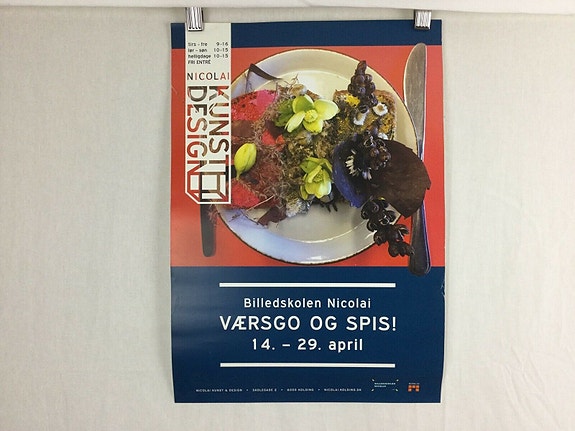 tirs - fre 9-16
lør - søn 10-15
helligdage 10-15
FRI ENTRÉ
NICOLAI
KUNST
DESIGN
Billedskolen Nicolai
VÆRSGO OG SPIS!
14. – 29. april
NICOLAI KUNST & DESIGN • SKOLEGADE 2 • 6000 KOLDING • NICOLAI.KOLDING.DK